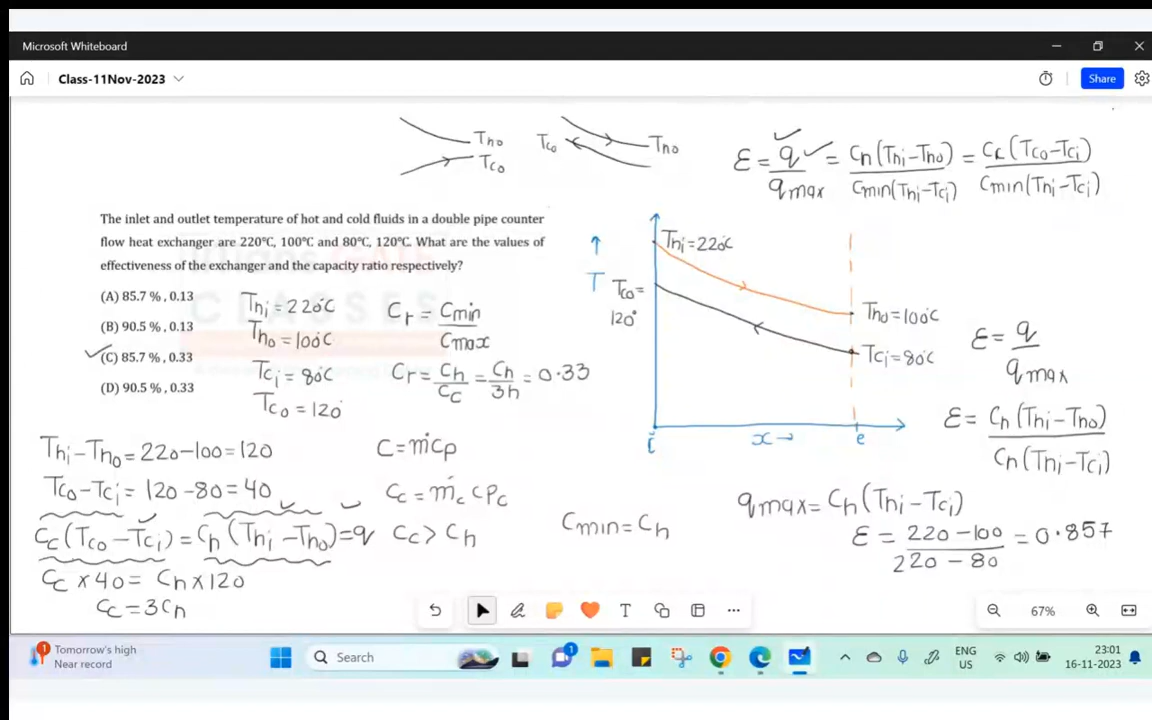 Microsoft Whiteboard
Class-11Nov-2023
Share
Tho
Tco
Tco
Tho
ε = q/qmax = Ch(Thi-Tho)/Cmin(Thi-Tci) = Cc(Tco-Tci)/Cmin(Thi-Tci)
The inlet and outlet temperature of hot and cold fluids in a double pipe counter
flow heat exchanger are 220°C, 100°C and 80°C, 120°C. What are the values of
effectiveness of the exchanger and the capacity ratio respectively?
(A) 85.7 %, 0.13
(B) 90.5 %, 0.13
(C) 85.7 %, 0.33
(D) 90.5 %, 0.33
Thi = 220°C
Tho = 100°C
Tci = 80°C
Tco = 120°
Cr = Cmin/Cmax
Cr = Ch/Cc = Ch/3h = 0.33
T
Thi = 220°C
Tco =
120°
Tho = 100°C
Tci = 80°C
i
x →
e
ε = q/qmax
ε = Ch(Thi-Tho)/Ch(Thi-Tci)
Thi-Tho = 220-100 = 120
Tco-Tci = 120-80 = 40
Cc(Tco-Tci) = Ch(Thi-Tho) = q
Cc × 40 = Ch × 120
Cc = 3Ch
C = ṁCp
Cc = ṁc CPc
Cc > Ch
Cmin = Ch
qmax = Ch(Thi-Tci)
ε = 220-100/220-80 = 0.857
67%
1
Tomorrow's high
Near record
Search
1
ENG
US
23:01
16-11-2023